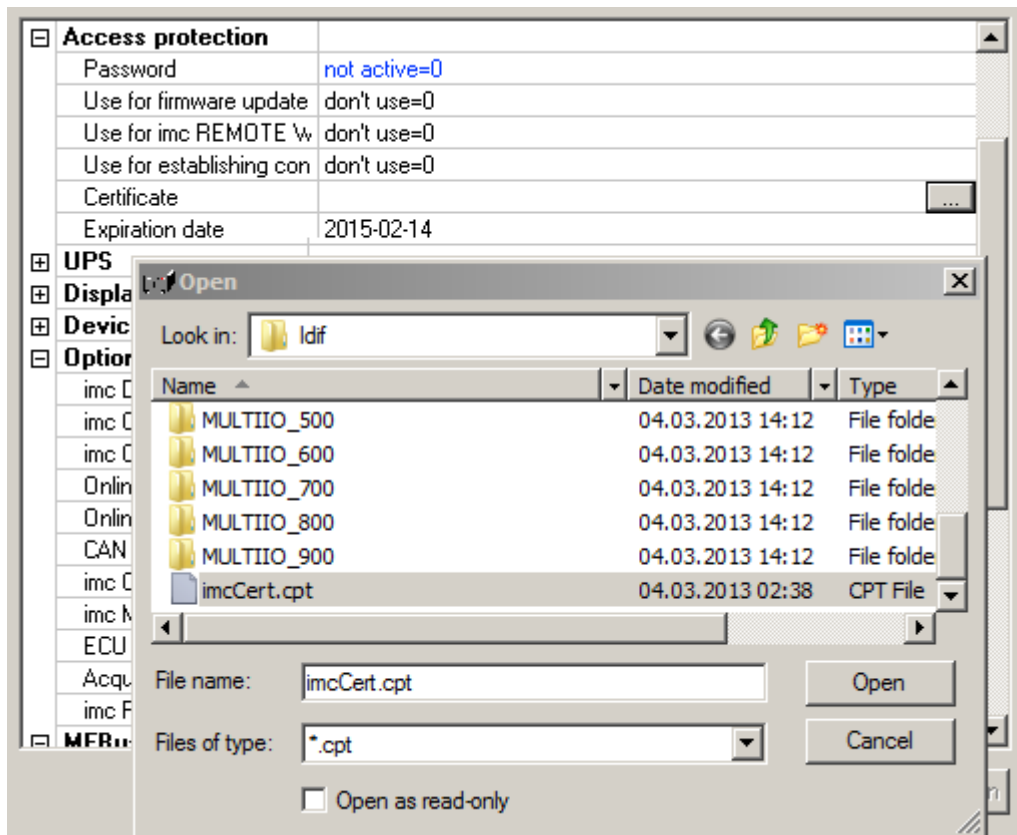 Access protection
Password not active=0
Use for firmware update don't use=0
Use for imc REMOTE W don't use=0
Use for establishing con don't use=0
Certificate ...
Expiration date 2015-02-14
UPS
Displa
Devic
Option
imc
imc
imc
Onlin
Onlin
CAN
imc
imc
ECU
Acqu
imc
Open
Look in: ldif
Name Date modified Type
MULTIIO_500 04.03.2013 14:12 File folde
MULTIIO_600 04.03.2013 14:12 File folde
MULTIIO_700 04.03.2013 14:12 File folde
MULTIIO_800 04.03.2013 14:12 File folde
MULTIIO_900 04.03.2013 14:12 File folde
imcCert.cpt 04.03.2013 02:38 CPT File
File name: imcCert.cpt Open
Files of type: *.cpt Cancel
Open as read-only